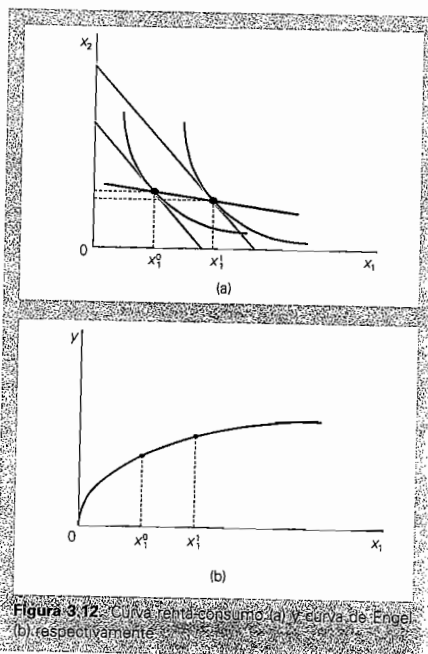 x₂
0
x₁⁰
x₁¹
x₁
(a)
y
0
x₁⁰
x₁¹
x₁
(b)
Figura 3.12. Curva renta-consumo (a) y curva de Engel
(b) respectivamente.